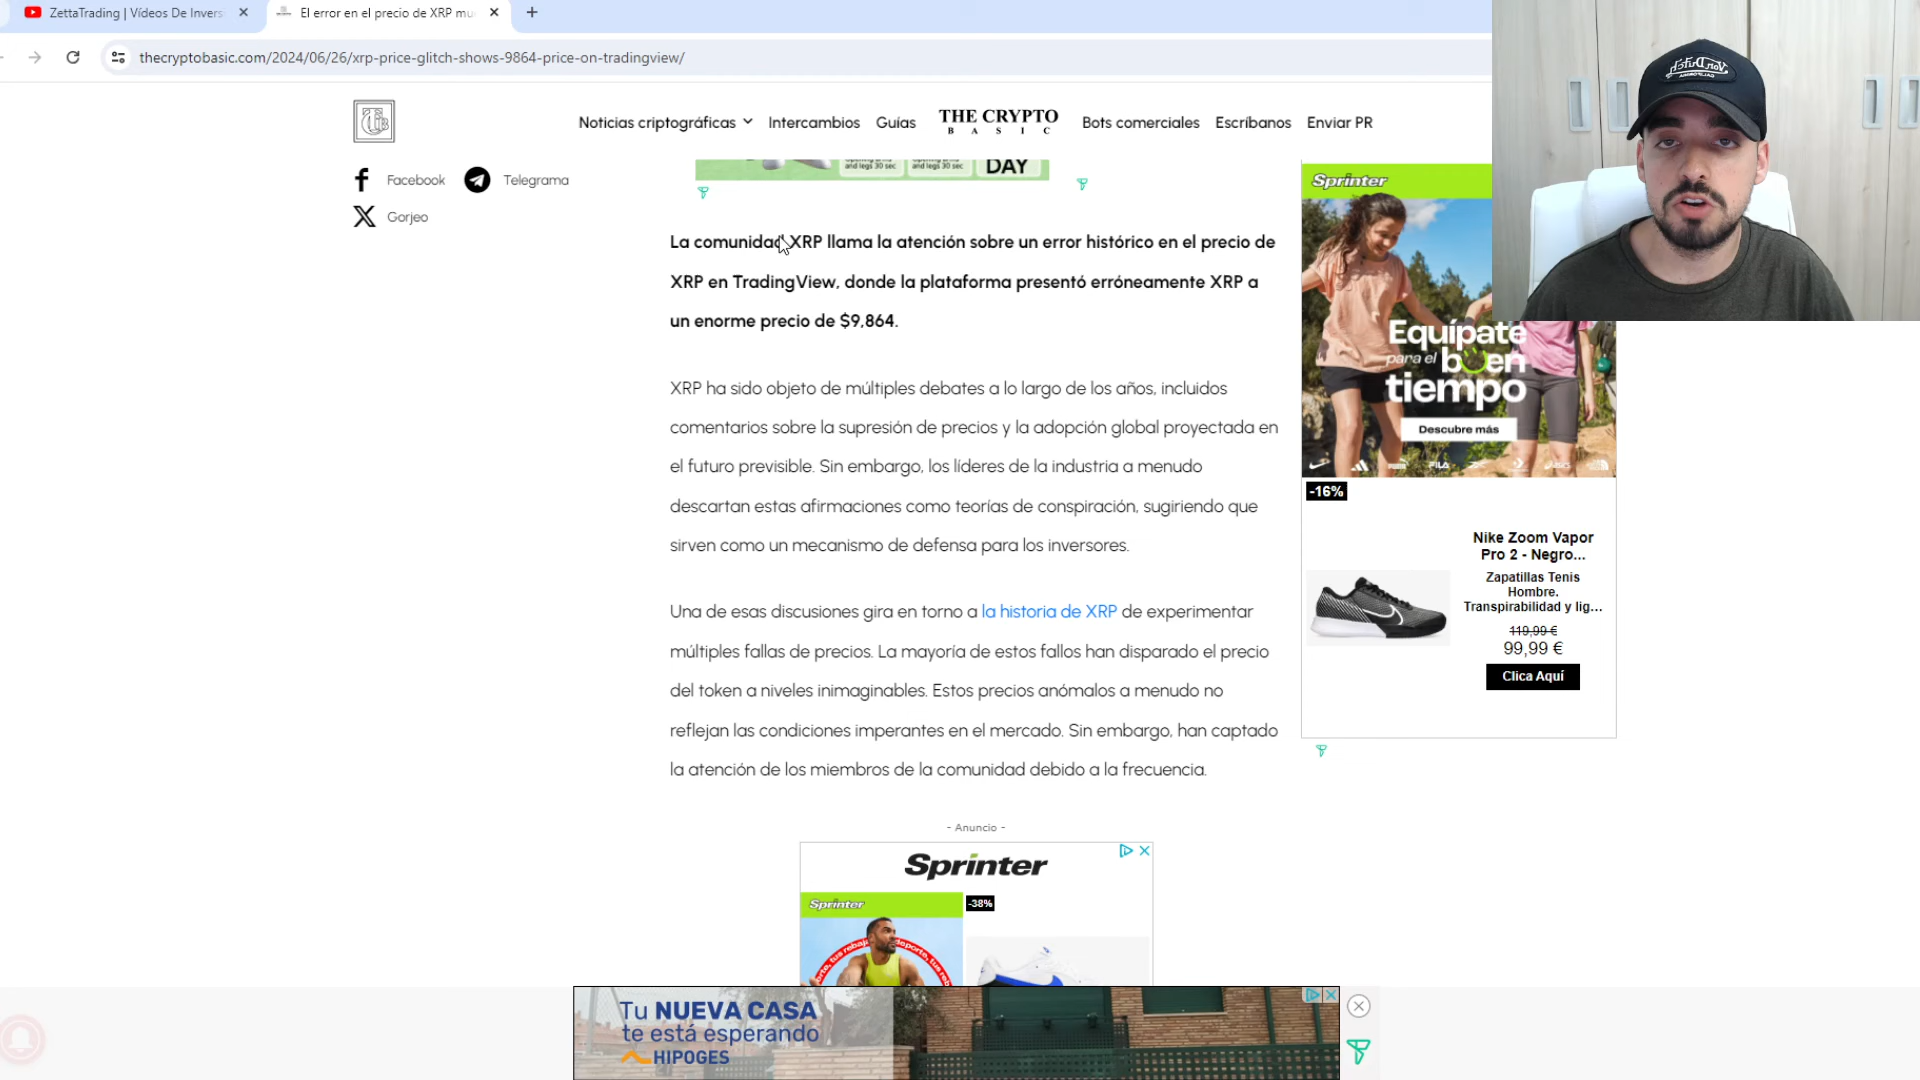 ZettaTrading | Vídeos De Invers
El error en el precio de XRP mu
thecryptobasic.com/2024/06/26/xrp-price-glitch-shows-9864-price-on-tradingview/
Noticias criptográficas
Intercambios
Guías
THE CRYPTO
BASIC
Bots comerciales
Escríbanos
Enviar PR
Facebook
Telegrama
Gorjeo
and legs 30 sec
and legs 30 sec
DAY
La comunidad XRP llama la atención sobre un error histórico en el precio de
XRP en TradingView, donde la plataforma presentó erróneamente XRP a
un enorme precio de $9,864.
XRP ha sido objeto de múltiples debates a lo largo de los años, incluidos
comentarios sobre la supresión de precios y la adopción global proyectada en
el futuro previsible. Sin embargo, los líderes de la industria a menudo
descartan estas afirmaciones como teorías de conspiración, sugiriendo que
sirven como un mecanismo de defensa para los inversores.
Una de esas discusiones gira en torno a la historia de XRP de experimentar
múltiples fallas de precios. La mayoría de estos fallos han disparado el precio
del token a niveles inimaginables. Estos precios anómalos a menudo no
reflejan las condiciones imperantes en el mercado. Sin embargo, han captado
la atención de los miembros de la comunidad debido a la frecuencia.
- Anuncio -
Sprinter
Sprinter
-38%
Sprinter
Equípate
para el buen
tiempo
Descubre más
-16%
Nike Zoom Vapor
Pro 2 - Negro...
Zapatillas Tenis
Hombre.
Transpirabilidad y lig...
119,99 €
99,99 €
Clica Aquí
Tu NUEVA CASA
te está esperando
HIPOGES
Von Dutch